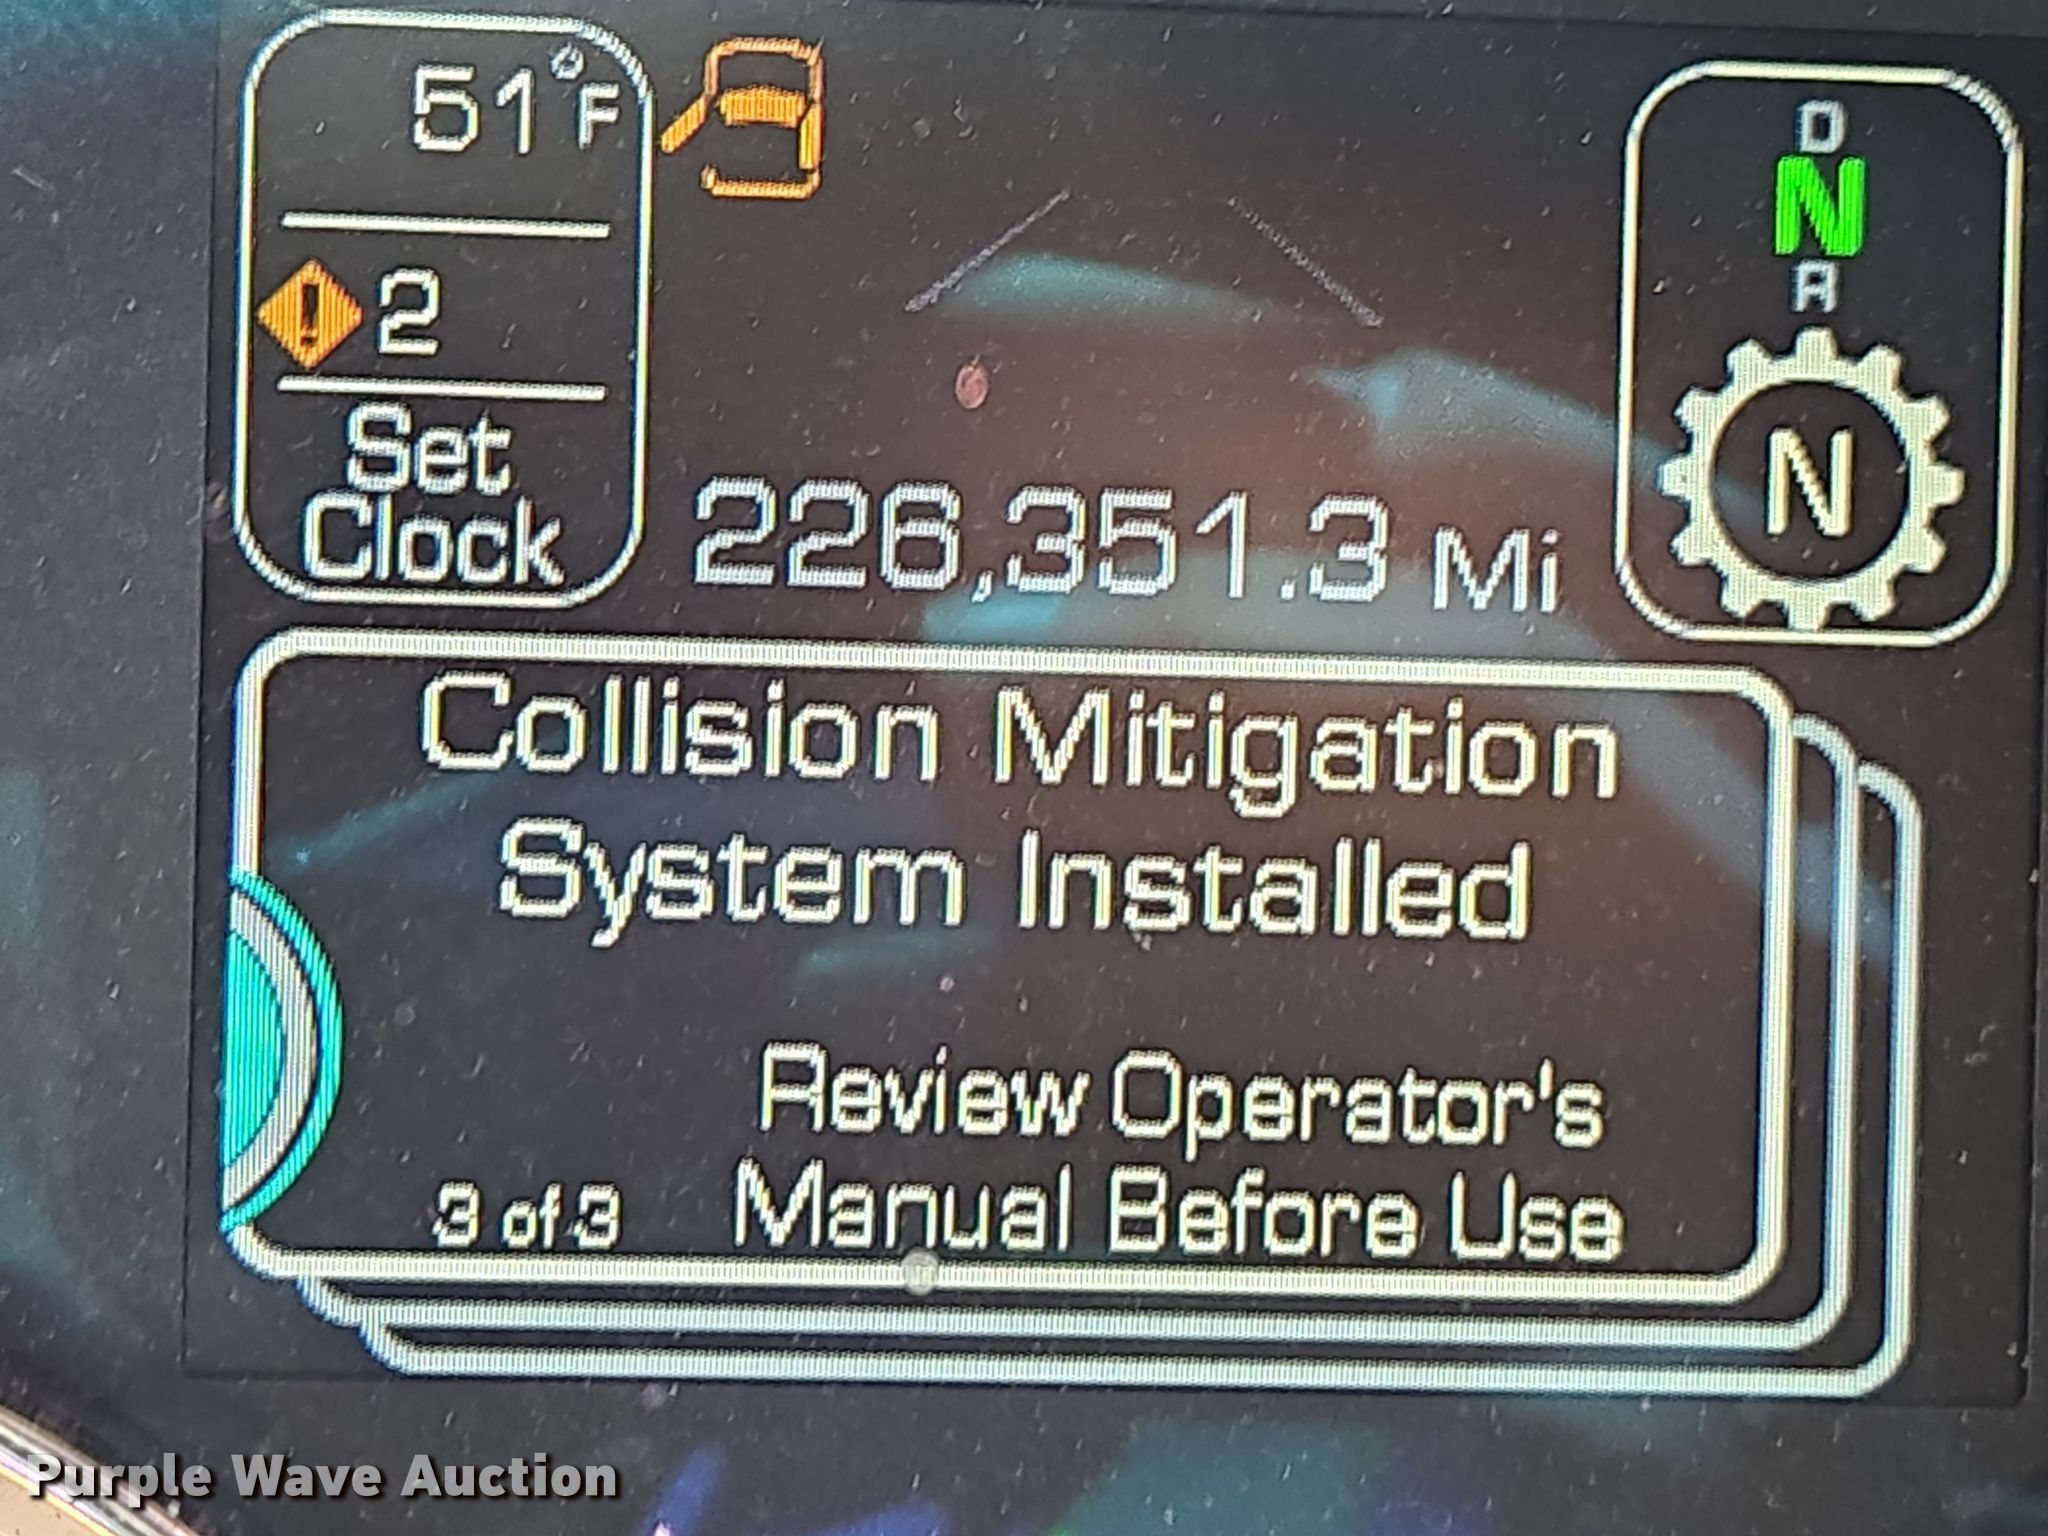 51°F
2
Set
Clock
226,351.3 Mi
D
N
R
N
Collision Mitigation
System Installed
Review Operator's
3 of 3 Manual Before Use
Purple Wave Auction